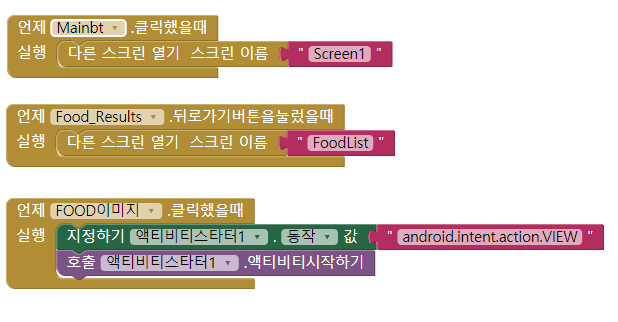 언제 Mainbt .클릭했을때
실행 다른 스크린 열기 스크린 이름 " Screen1 "
언제 Food_Results .뒤로가기버튼을눌렀을때
실행 다른 스크린 열기 스크린 이름 " FoodList "
언제 FOOD이미지 .클릭했을때
실행 지정하기 액티비티스타터1 . 동작 값 " android.intent.action.VIEW "
호출 액티비티스타터1 .액티비티시작하기